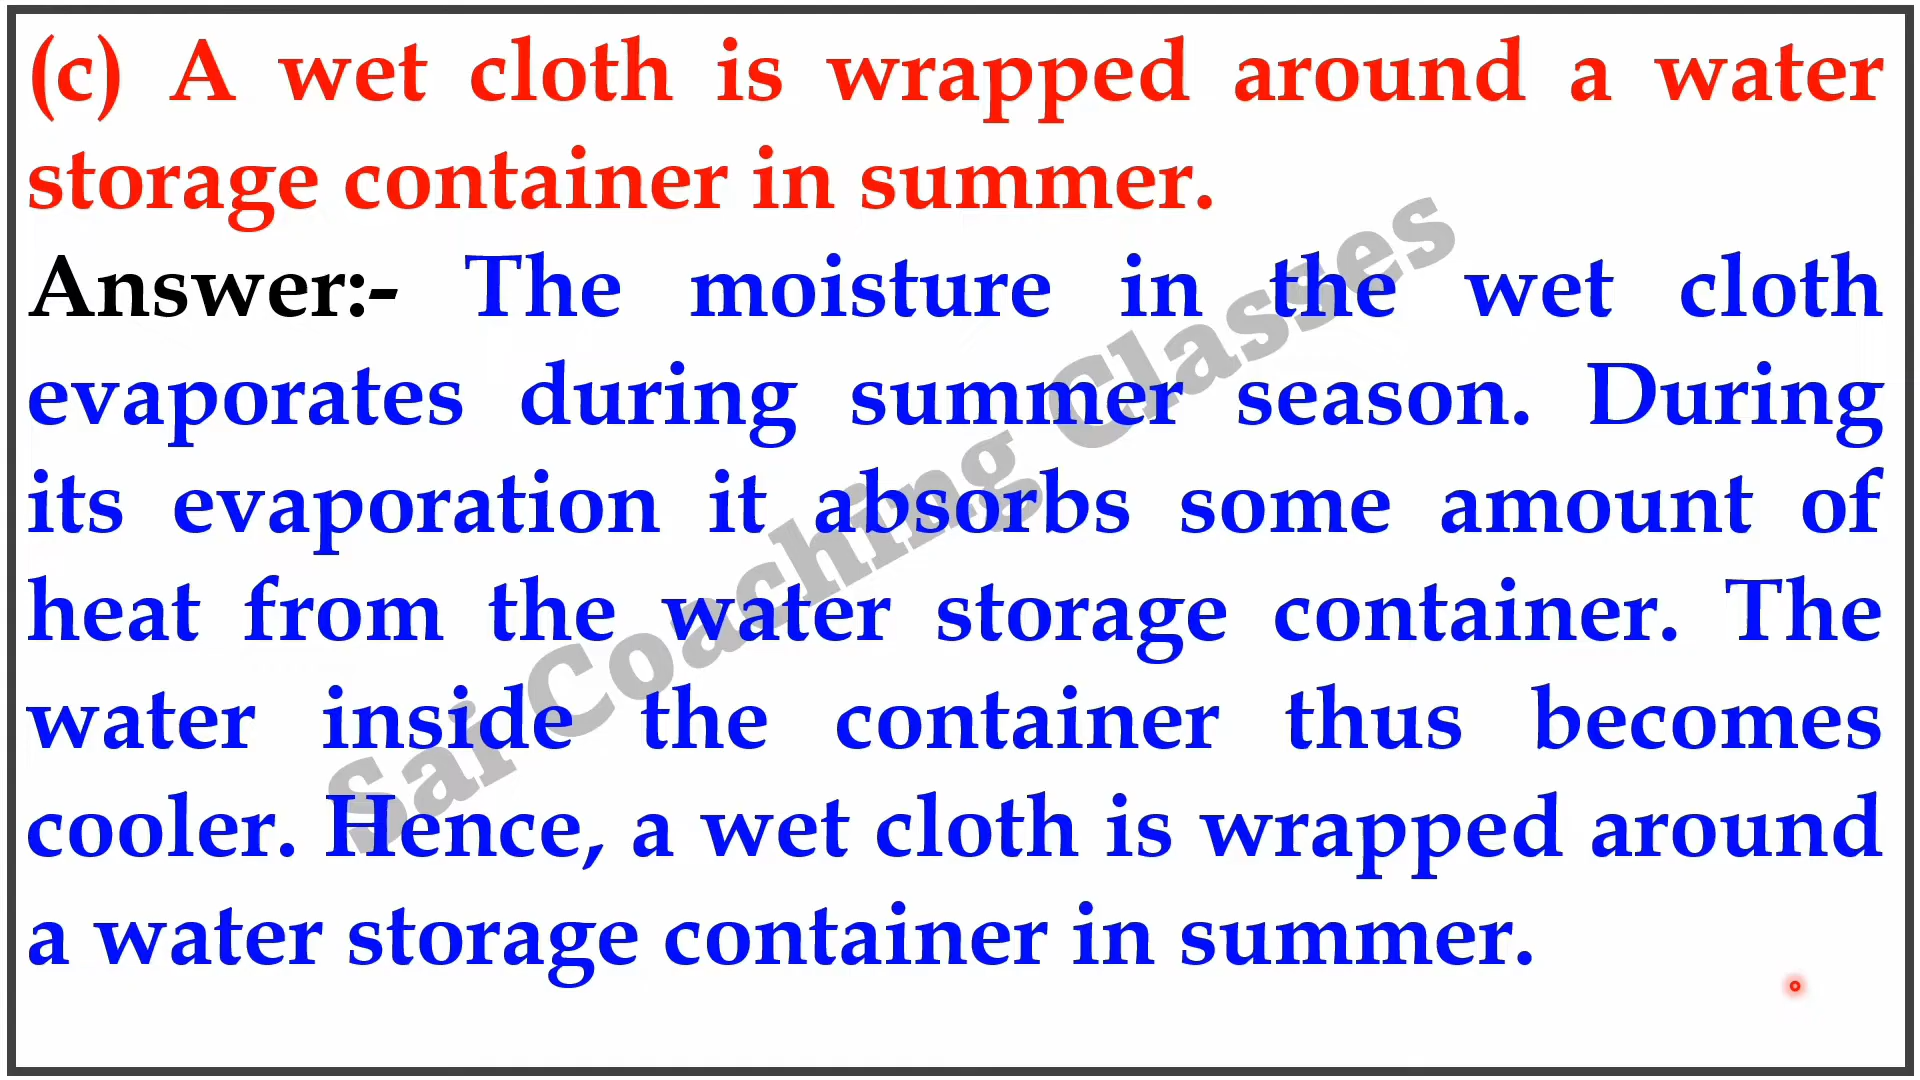 (c) A wet cloth is wrapped around a water
storage container in summer.
Answer:- The moisture in the wet cloth
evaporates during summer season. During
its evaporation it absorbs some amount of
heat from the water storage container. The
water inside the container thus becomes
cooler. Hence, a wet cloth is wrapped around
a water storage container in summer.
Sai Coaching Classes